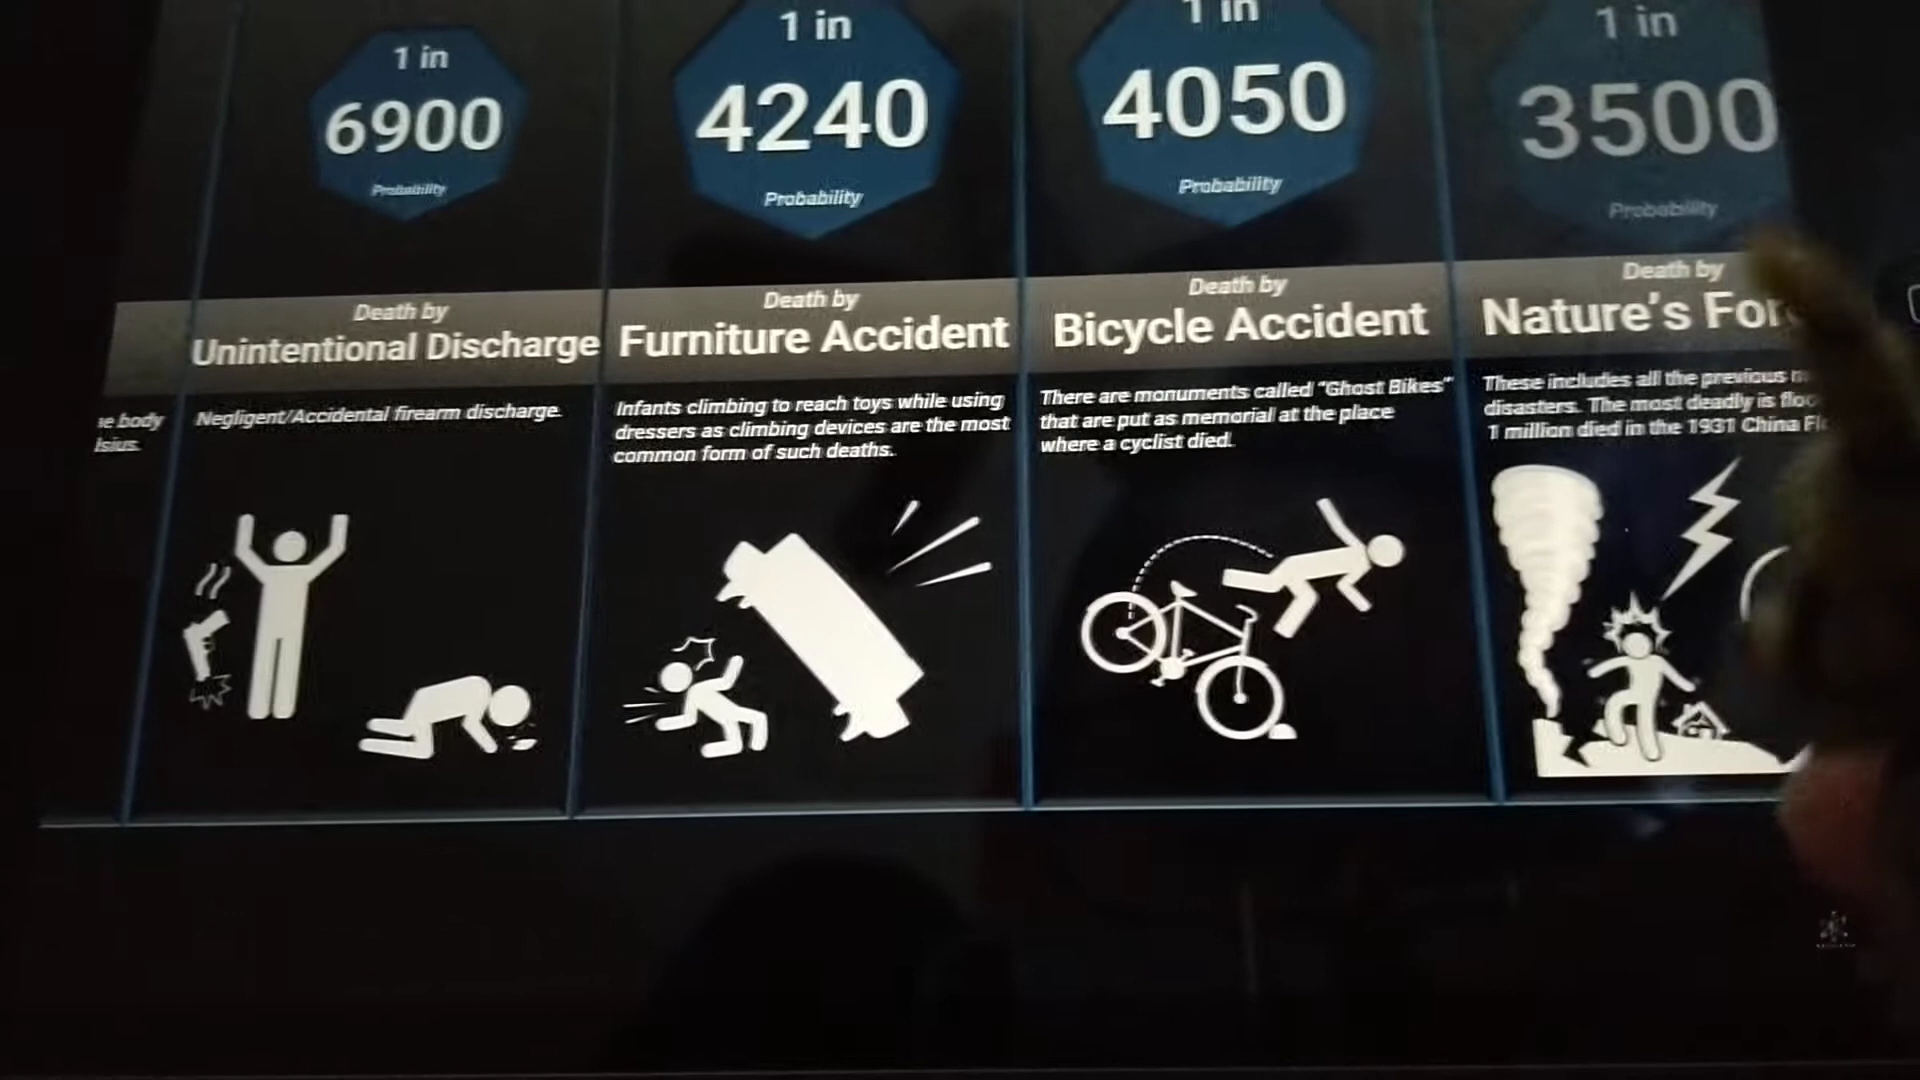 1 in
6900
Probability
Death by
Unintentional Discharge
Negligent/Accidental firearm discharge.
1 in
4240
Probability
Death by
Furniture Accident
Infants climbing to reach toys while using
dressers as climbing devices are the most
common form of such deaths.
1 in
4050
Probability
Death by
Bicycle Accident
There are monuments called "Ghost Bikes"
that are put as memorial at the place
where a cyclist died.
1 in
3500
Probability
Death by
Nature's
These includes all the previous
disasters. The most deadly is
1 million died in the 1931 China
body